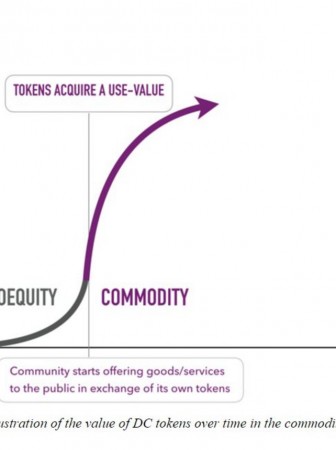 TOKENS ACQUIRE A USE-VALUE
OEQUITY
COMMODITY
Community starts offering goods/services
to the public in exchange of its own tokens
ustration of the value of DC tokens over time in the commodi